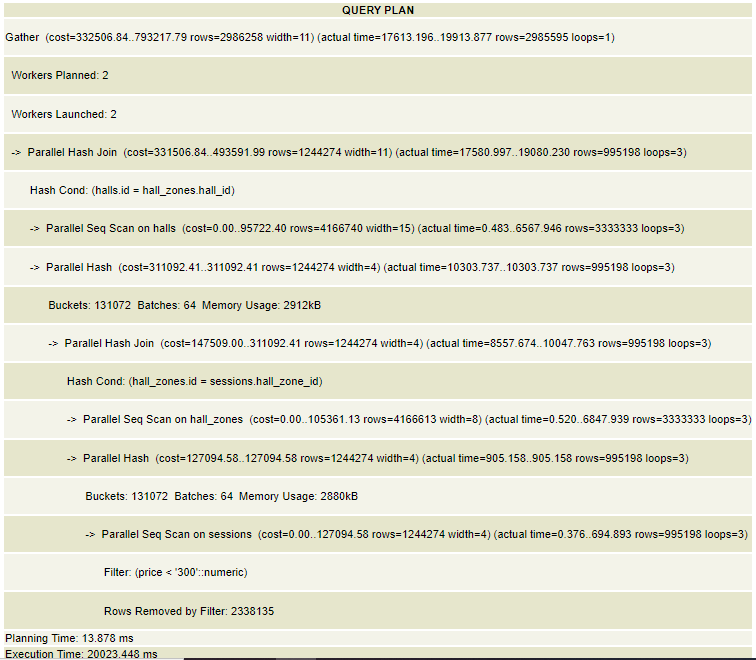 QUERY PLAN
Gather (cost=332506.84..793217.79 rows=2986258 width=11) (actual time=17613.196..19913.877 rows=2985595 loops=1)
Workers Planned: 2
Workers Launched: 2
-> Parallel Hash Join (cost=331506.84..493591.99 rows=1244274 width=11) (actual time=17580.997..19080.230 rows=995198 loops=3)
Hash Cond: (halls.id = hall_zones.hall_id)
-> Parallel Seq Scan on halls (cost=0.00..95722.40 rows=4166740 width=15) (actual time=0.483..6567.946 rows=3333333 loops=3)
-> Parallel Hash (cost=311092.41..311092.41 rows=1244274 width=4) (actual time=10303.737..10303.737 rows=995198 loops=3)
Buckets: 131072 Batches: 64 Memory Usage: 2912kB
-> Parallel Hash Join (cost=147509.00..311092.41 rows=1244274 width=4) (actual time=8557.674..10047.763 rows=995198 loops=3)
Hash Cond: (hall_zones.id = sessions.hall_zone_id)
-> Parallel Seq Scan on hall_zones (cost=0.00..105361.13 rows=4166613 width=8) (actual time=0.520..6847.939 rows=3333333 loops=3)
-> Parallel Hash (cost=127094.58..127094.58 rows=1244274 width=4) (actual time=905.158..905.158 rows=995198 loops=3)
Buckets: 131072 Batches: 64 Memory Usage: 2880kB
-> Parallel Seq Scan on sessions (cost=0.00..127094.58 rows=1244274 width=4) (actual time=0.376..694.893 rows=995198 loops=3)
Filter: (price < '300'::numeric)
Rows Removed by Filter: 2338135
Planning Time: 13.878 ms
Execution Time: 20023.448 ms